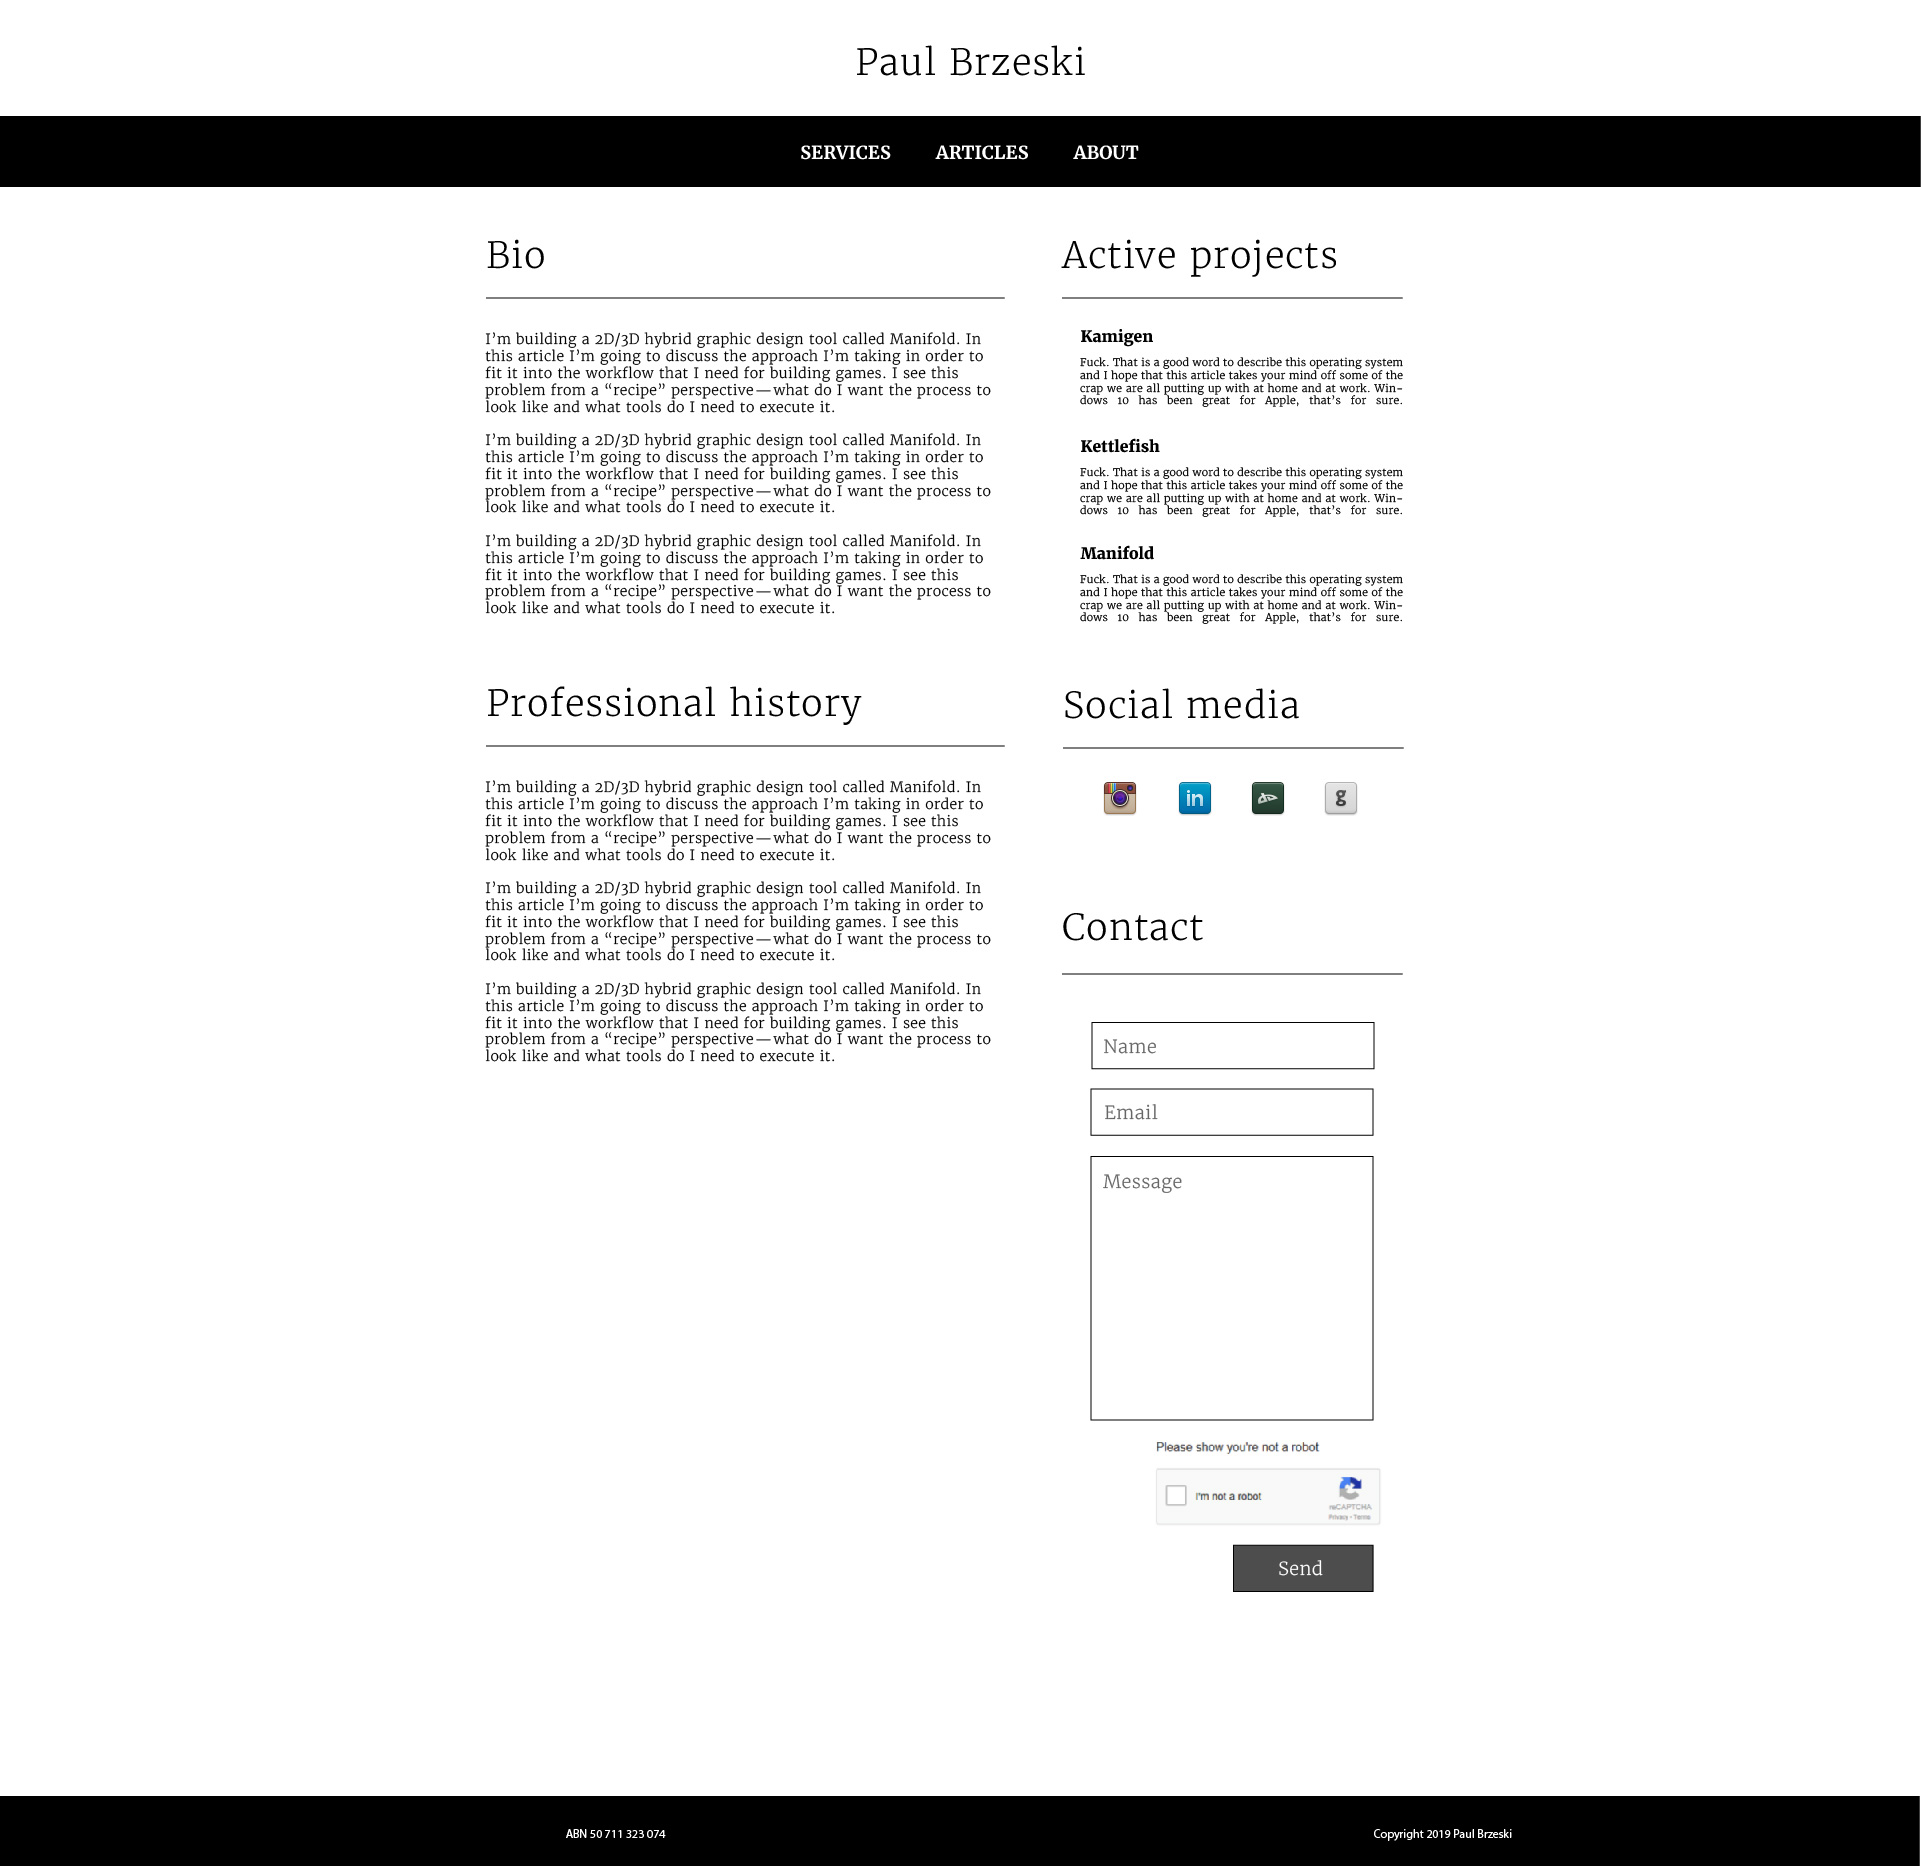 Paul Brzeski
SERVICES ARTICLES ABOUT
Bio
I’m building a 2D/3D hybrid graphic design tool called Manifold. In
this article I’m going to discuss the approach I’m taking in order to
fit it into the workflow that I need for building games. I see this
problem from a “recipe” perspective—what do I want the process to
look like and what tools do I need to execute it.
I’m building a 2D/3D hybrid graphic design tool called Manifold. In
this article I’m going to discuss the approach I’m taking in order to
fit it into the workflow that I need for building games. I see this
problem from a “recipe” perspective—what do I want the process to
look like and what tools do I need to execute it.
I’m building a 2D/3D hybrid graphic design tool called Manifold. In
this article I’m going to discuss the approach I’m taking in order to
fit it into the workflow that I need for building games. I see this
problem from a “recipe” perspective—what do I want the process to
look like and what tools do I need to execute it.
Professional history
I’m building a 2D/3D hybrid graphic design tool called Manifold. In
this article I’m going to discuss the approach I’m taking in order to
fit it into the workflow that I need for building games. I see this
problem from a “recipe” perspective—what do I want the process to
look like and what tools do I need to execute it.
I’m building a 2D/3D hybrid graphic design tool called Manifold. In
this article I’m going to discuss the approach I’m taking in order to
fit it into the workflow that I need for building games. I see this
problem from a “recipe” perspective—what do I want the process to
look like and what tools do I need to execute it.
I’m building a 2D/3D hybrid graphic design tool called Manifold. In
this article I’m going to discuss the approach I’m taking in order to
fit it into the workflow that I need for building games. I see this
problem from a “recipe” perspective—what do I want the process to
look like and what tools do I need to execute it.
Active projects
Kamigen
Fuck. That is a good word to describe this operating system
and I hope that this article takes your mind off some of the
crap we are all putting up with at home and at work. Win-
dows 10 has been great for Apple, that’s for sure.
Kettlefish
Fuck. That is a good word to describe this operating system
and I hope that this article takes your mind off some of the
crap we are all putting up with at home and at work. Win-
dows 10 has been great for Apple, that’s for sure.
Manifold
Fuck. That is a good word to describe this operating system
and I hope that this article takes your mind off some of the
crap we are all putting up with at home and at work. Win-
dows 10 has been great for Apple, that’s for sure.
Social media
in g
Contact
Name
Email
Message
Please show you're not a robot
I'm not a robot
reCAPTCHA
Privacy - Terms
Send
ABN 50 711 323 074
Copyright 2019 Paul Brzeski